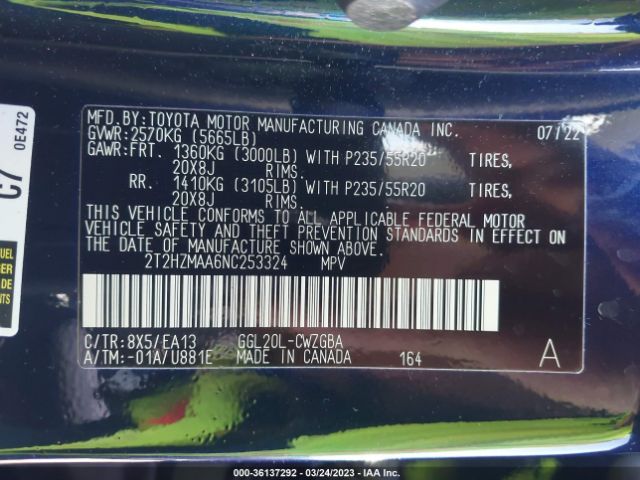 MFD.BY:TOYOTA MOTOR MANUFACTURING CANADA INC. 07/22
GVWR:2570KG (5665LB)
GAWR:FRT. 1360KG (3000LB) WITH P235/55R20 TIRES,
20X8J RIMS.
RR. 1410KG (3105LB) WITH P235/55R20 TIRES,
20X8J RIMS.
THIS VEHICLE CONFORMS TO ALL APPLICABLE FEDERAL MOTOR
VEHICLE SAFETY AND THEFT PREVENTION STANDARDS IN EFFECT ON
THE DATE OF MANUFACTURE SHOWN ABOVE.
2T2HZMAA6NC253324 MPV
C/TR:8X5/EA13 GGL20L-CWZGBA
A/TM:-01A/U881E MADE IN CANADA 164 A
0E472
C7
000-36137292 - 03/24/2023 - IAA Inc.